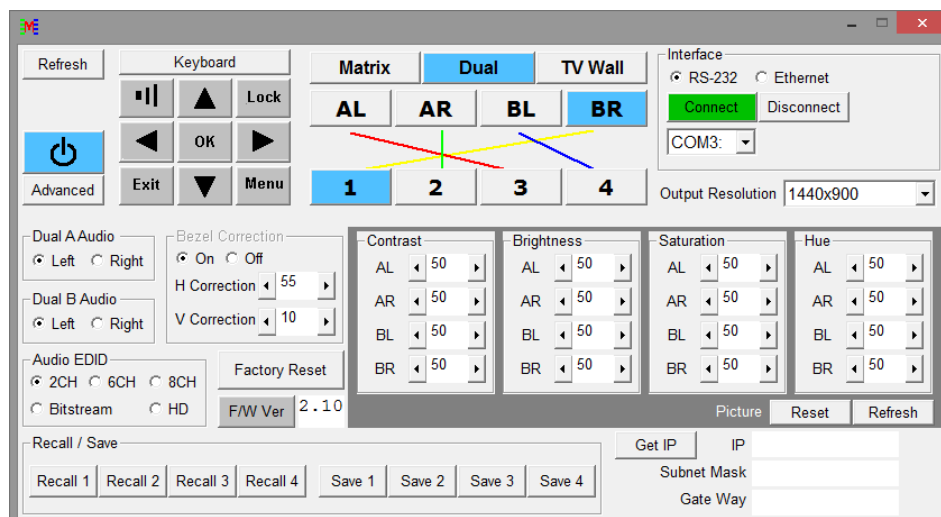 M
Refresh
Keyboard
Lock
OK
Exit
Menu
Advanced
Matrix Dual TV Wall
AL AR BL BR
1 2 3 4
Interface
RS-232 Ethernet
Connect Disconnect
COM3:
Output Resolution 1440x900
Dual A Audio
Left Right
Dual B Audio
Left Right
Bezel Correction
On Off
H Correction 55
V Correction 10
Audio EDID
2CH 6CH 8CH
Bitstream HD
Factory Reset
F/W Ver 2.10
Contrast
AL 50
AR 50
BL 50
BR 50
Brightness
AL 50
AR 50
BL 50
BR 50
Saturation
AL 50
AR 50
BL 50
BR 50
Hue
AL 50
AR 50
BL 50
BR 50
Picture Reset Refresh
Recall / Save
Recall 1 Recall 2 Recall 3 Recall 4 Save 1 Save 2 Save 3 Save 4
Get IP IP
Subnet Mask
Gate Way